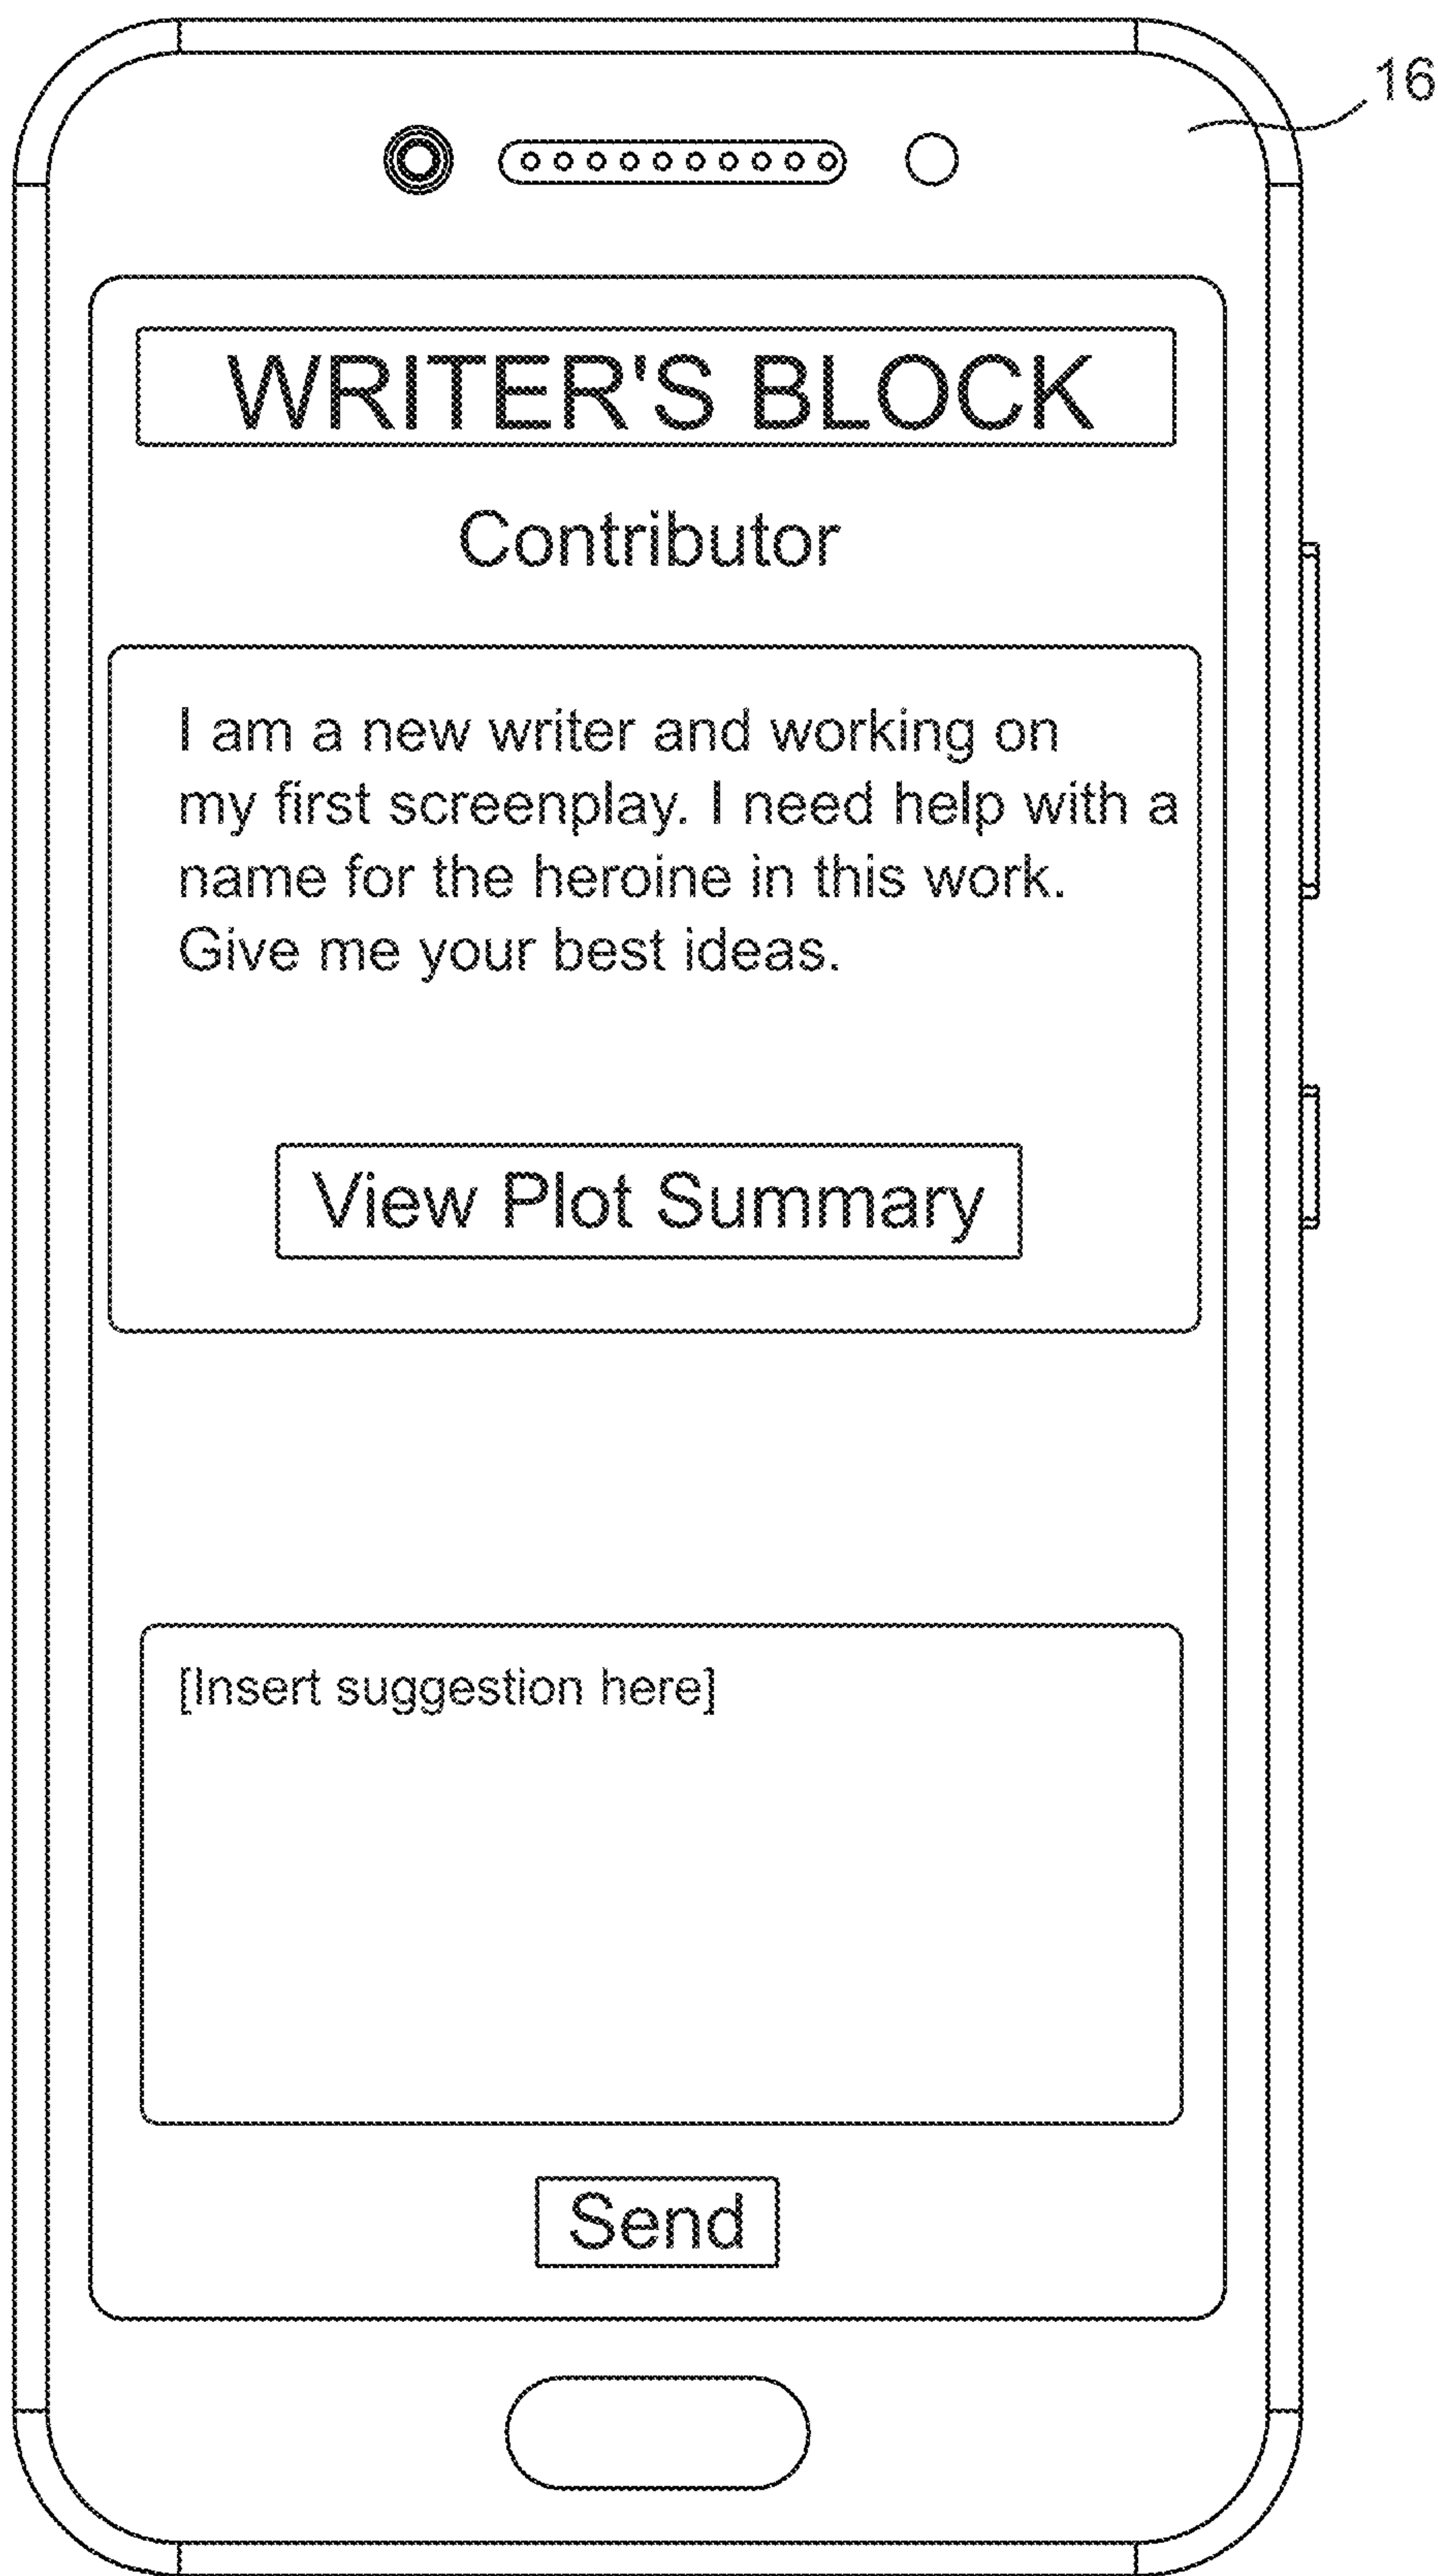 16
WRITER'S BLOCK
Contributor
I am a new writer and working on
my first screenplay. I need help with a
name for the heroine in this work.
Give me your best ideas.
View Plot Summary
[Insert suggestion here]
Send